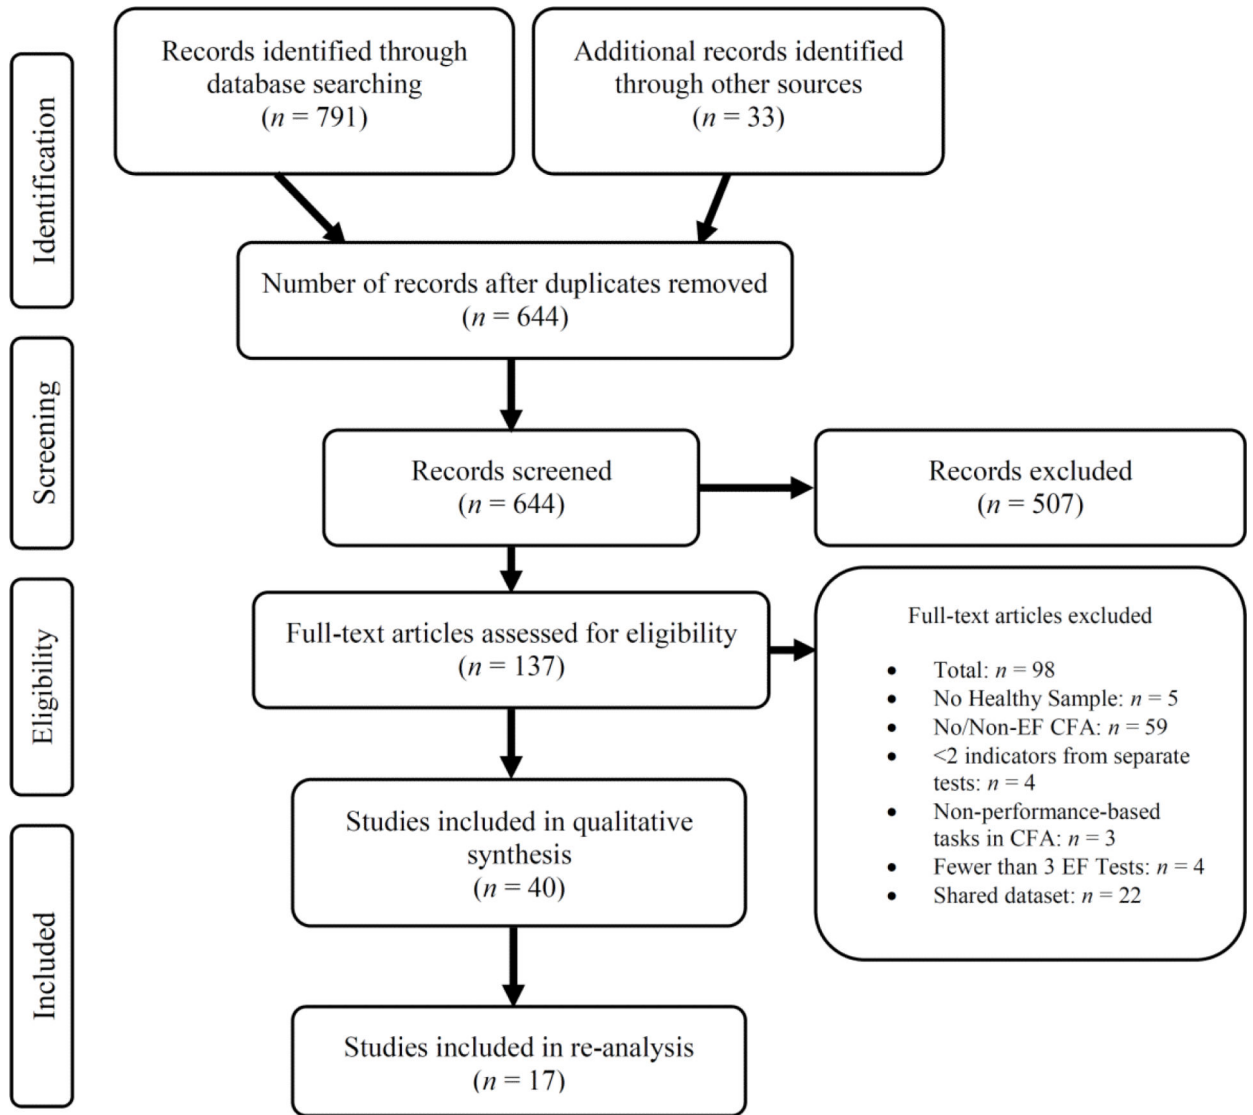 Identification
Records identified through
database searching
(n = 791)
Additional records identified
through other sources
(n = 33)
Number of records after duplicates removed
(n = 644)
Screening
Records screened
(n = 644)
Records excluded
(n = 507)
Eligibility
Full-text articles assessed for eligibility
(n = 137)
Full-text articles excluded
• Total: n = 98
• No Healthy Sample: n = 5
• No/Non-EF CFA: n = 59
• <2 indicators from separate
tests: n = 4
• Non-performance-based
tasks in CFA: n = 3
• Fewer than 3 EF Tests: n = 4
• Shared dataset: n = 22
Included
Studies included in qualitative
synthesis
(n = 40)
Studies included in re-analysis
(n = 17)